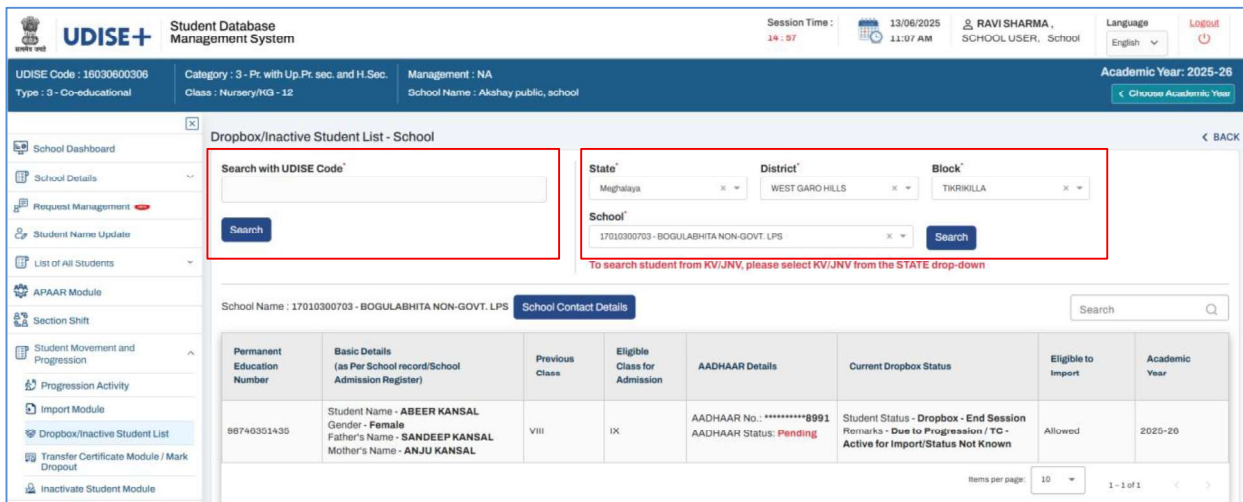 सत्यमेव जयते
UDISE+
Student Database
Management System
Session Time :
14 : 57
13/06/2025
11:07 AM
RAVI SHARMA ,
SCHOOL USER, School
Language
English
Logout
UDISE Code : 16030600306
Type : 3 - Co-educational
Category : 3 - Pr. with Up.Pr. sec. and H.Sec.
Class : Nursery/KG - 12
Management : NA
School Name : Akshay public, school
Academic Year: 2025-26
< Choose Academic Year
School Dashboard
School Details
Request Management
Student Name Update
List of All Students
APAAR Module
Section Shift
Student Movement and
Progression
Progression Activity
Import Module
Dropbox/Inactive Student List
Transfer Certificate Module / Mark
Dropout
Inactivate Student Module
Dropbox/Inactive Student List - School
< BACK
Search with UDISE Code*
Search
State*
Meghalaya
District*
WEST GARO HILLS
Block*
TIKRIKILLA
School*
17010300703 - BOGULABHITA NON-GOVT. LPS
Search
To search student from KV/JNV, please select KV/JNV from the STATE drop-down
School Name : 17010300703 - BOGULABHITA NON-GOVT. LPS
School Contact Details
Search
Permanent
Education
Number
Basic Details
(as Per School record/School
Admission Register)
Previous
Class
Eligible
Class for
Admission
AADHAAR Details
Current Dropbox Status
Eligible to
Import
Academic
Year
98746351435
Student Name - ABEER KANSAL
Gender - Female
Father's Name - SANDEEP KANSAL
Mother's Name - ANJU KANSAL
VIII
IX
AADHAAR No.: **********8991
AADHAAR Status: Pending
Student Status - Dropbox - End Session
Remarks - Due to Progression / TC -
Active for Import/Status Not Known
Allowed
2025-26
Items per page:
10
1 – 1 of 1